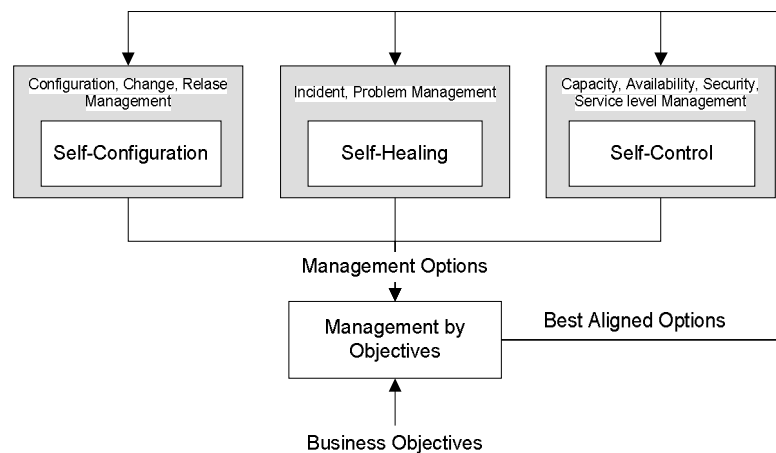 Configuration, Change, Relase
Management
Self-Configuration
Incident, Problem Management
Self-Healing
Capacity, Availability, Security,
Service level Management
Self-Control
Management Options
Management by
Objectives
Best Aligned Options
Business Objectives